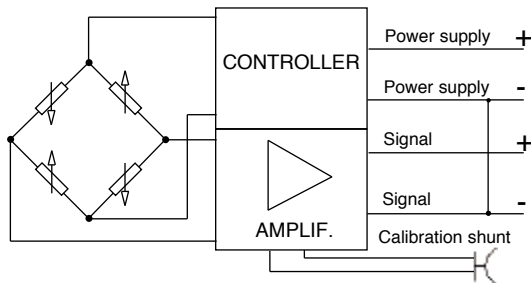 Power supply +
CONTROLLER
Power supply -
Signal +
Signal -
AMPLIF.
Calibration shunt